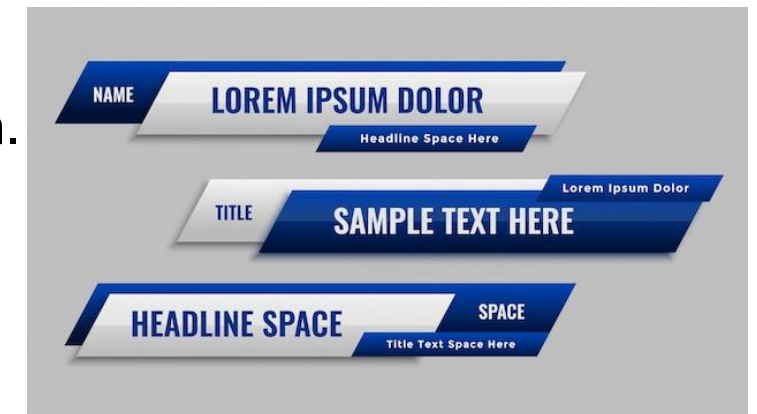 NAME
LOREM IPSUM DOLOR
Headline Space Here
Lorem Ipsum Dolor
TITLE
SAMPLE TEXT HERE
HEADLINE SPACE
SPACE
Title Text Space Here